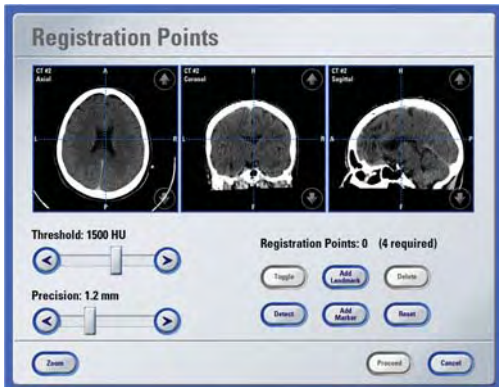 Registration Points
CT #2
Axial
A
L
R
P
CT #2
Coronal
H
L
R
F
CT #2
Sagittal
H
A
P
F
Threshold: 1500 HU
Precision: 1.2 mm
Registration Points: 0 (4 required)
Toggle
Add
Landmark
Delete
Detect
Add
Marker
Reset
Zoom
Proceed
Cancel